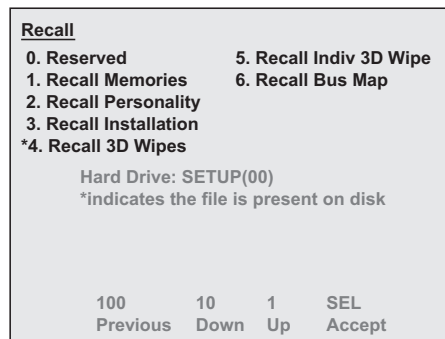 Recall
0. Reserved 5. Recall Indiv 3D Wipe
1. Recall Memories 6. Recall Bus Map
2. Recall Personality
3. Recall Installation
*4. Recall 3D Wipes
Hard Drive: SETUP(00)
*indicates the file is present on disk
100 10 1 SEL
Previous Down Up Accept